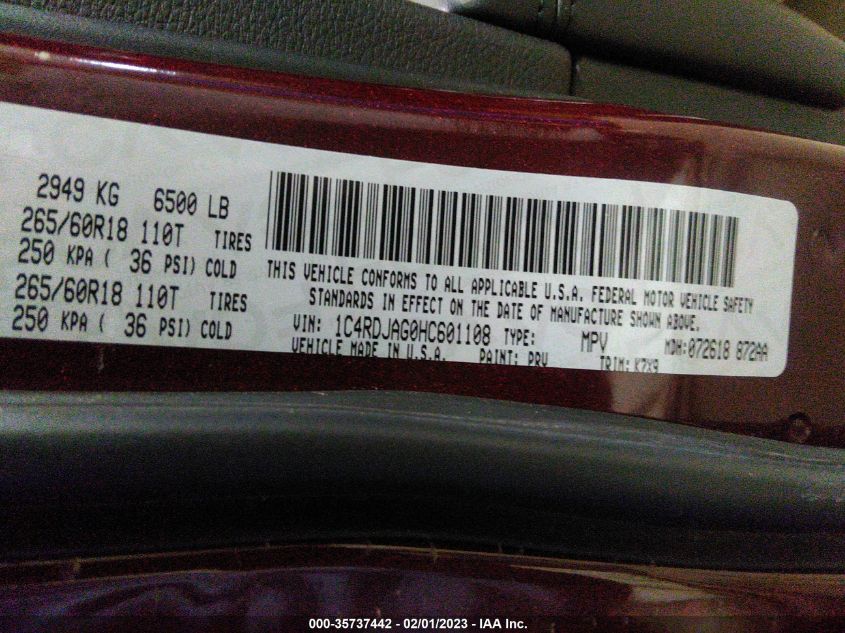 2949 KG 6500 LB
265/60R18 110T TIRES
250 KPA ( 36 PSI) COLD
265/60R18 110T TIRES
250 KPA ( 36 PSI) COLD
THIS VEHICLE CONFORMS TO ALL APPLICABLE U.S.A. FEDERAL MOTOR VEHICLE SAFETY
STANDARDS IN EFFECT ON THE DATE OF MANUFACTURE SHOWN ABOVE.
VIN: 1C4RDJAG0HC601108 TYPE: MPV MDH:072618 872AA
VEHICLE MADE IN U.S.A. PAINT: PRV TRIM: K7X9
000-35737442 - 02/01/2023 - IAA Inc.